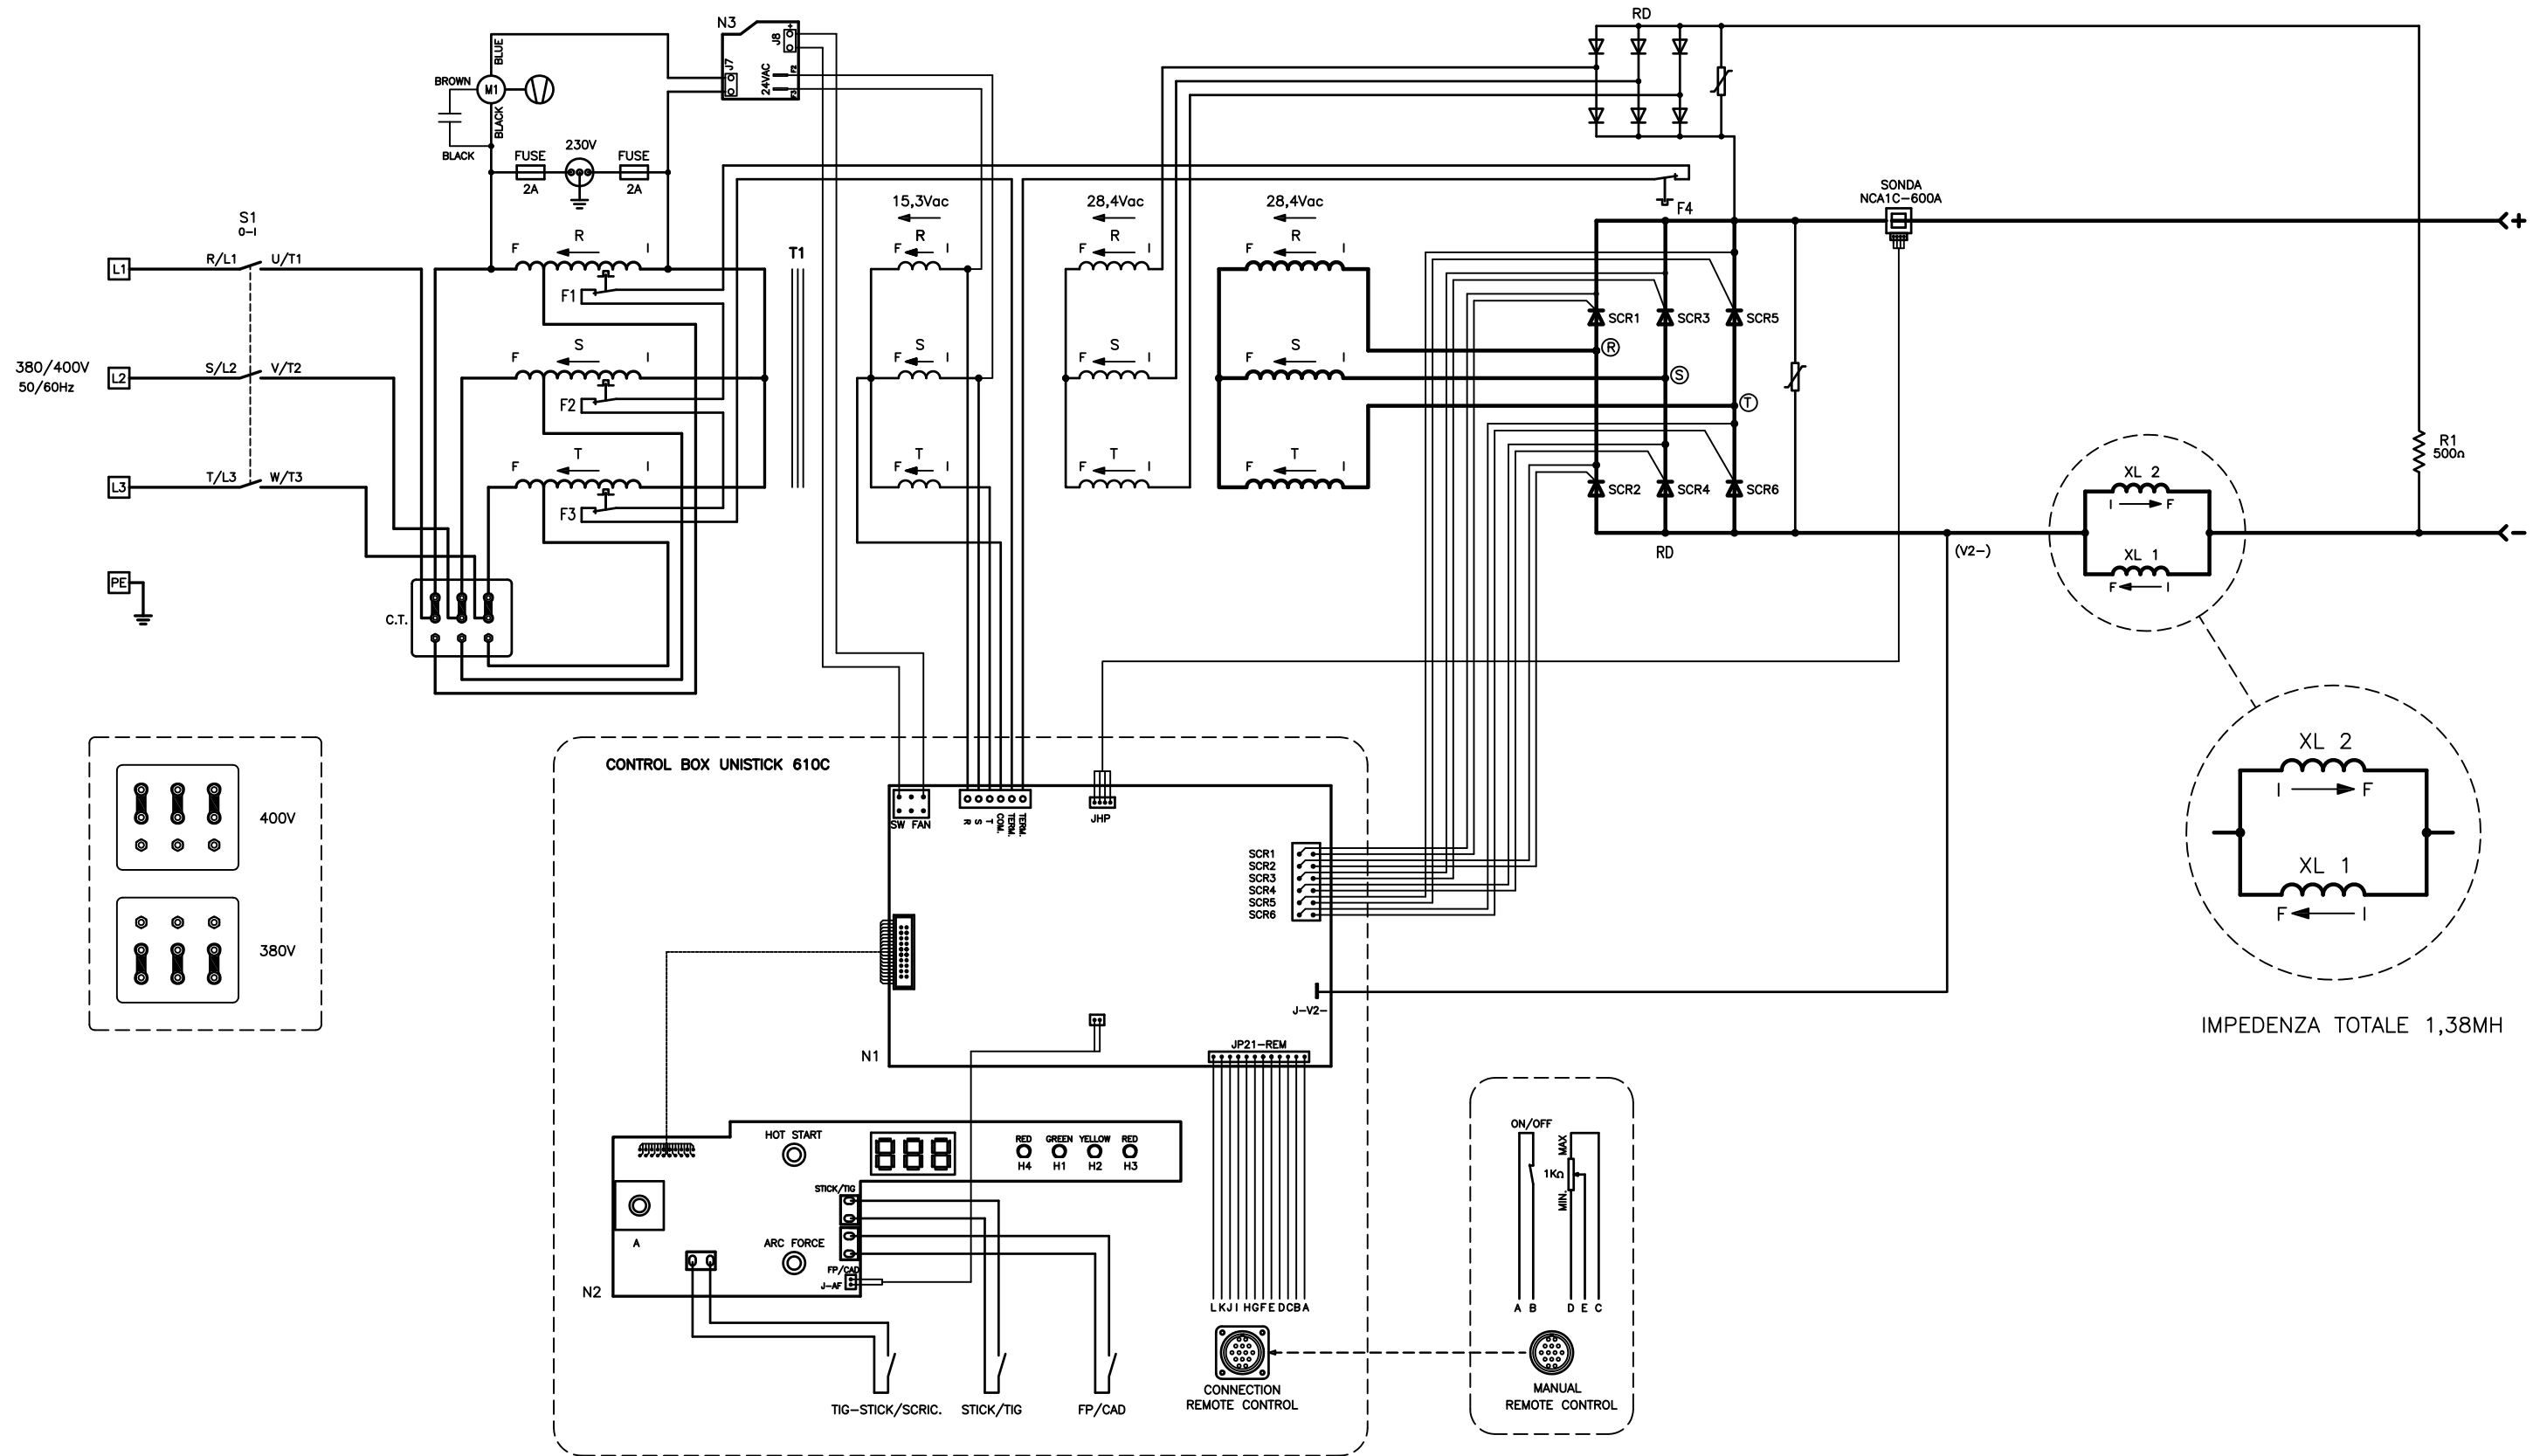 N3
RD
J8
J7
24VAC
F2
F3
BLUE
BROWN
M1
BLACK
BLACK
230V
FUSE
FUSE
2A
2A
15,3Vac
28,4Vac
28,4Vac
SONDA
NCA1C-600A
F4
+
S1
0-I
L1
R/L1
U/T1
F
R
I
F1
T1
F
R
I
F
R
I
F
R
I
SCR1
SCR3
SCR5
R
380/400V
50/60Hz
L2
S/L2
V/T2
F
S
I
F2
F
S
I
F
S
I
F
S
I
S
T
L3
T/L3
W/T3
F
T
I
F3
F
T
I
F
T
I
F
T
I
SCR2
SCR4
SCR6
R1
500Ω
XL 2
I
F
XL 1
F
I
RD
(V2-)
-
PE
C.T.
400V
380V
CONTROL BOX UNISTICK 610C
SW FAN
R
S
T
COM.
TERM.
TERM.
JHP
SCR1
SCR2
SCR3
SCR4
SCR5
SCR6
J-V2-
N1
JP21-REM
XL 2
I
F
XL 1
F
I
IMPEDENZA TOTALE 1,38MH
HOT START
888
RED
GREEN
YELLOW
RED
H4
H1
H2
H3
STICK/TIG
A
ARC FORCE
FP/CAD
J-AF
N2
L K J I H G F E D C B A
TIG-STICK/SCRIC.
STICK/TIG
FP/CAD
CONNECTION
REMOTE CONTROL
ON/OFF
MAX
1KΩ
MIN.
A B D E C
MANUAL
REMOTE CONTROL